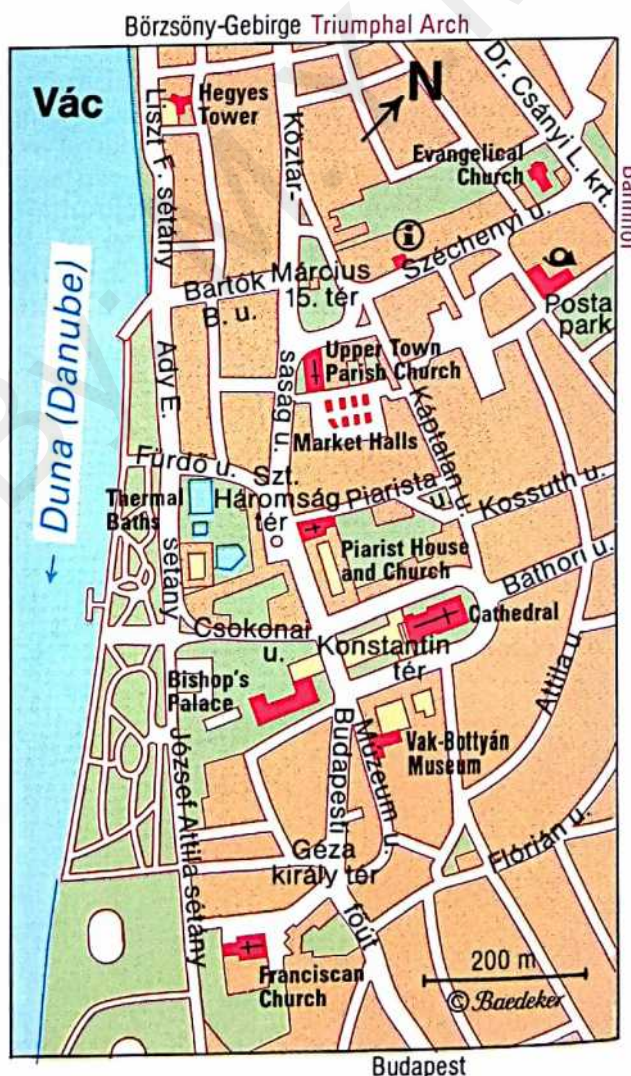 Börzsöny-Gebirge Triumphal Arch
Vác
Liszt F. sétány
Hegyes
Tower
Köztár-
saság u.
N
Dr. Csányi L. krt.
Evangelical
Church
Bahnhof
i
Széchenyi u.
Bartók
B. u.
Március
15. tér
Posta
park
Duna (Danube)
Ady E.
sétány
Upper Town
Parish Church
Káptalan u.
Market Halls
Fürdő u.
Szt.
Háromság
tér
Piarista
u.
Kossuth u.
Thermal
Baths
Piarist House
and Church
Báthori u.
Cathedral
Csokonai
u.
Konstantin
tér
Attila u.
Bishop's
Palace
Budapesti
főút
Múzeum u.
Vak-Bottyán
Museum
József Attila sétány
Géza
király tér
Flórián u.
Franciscan
Church
200 m
© Baedeker
Budapest